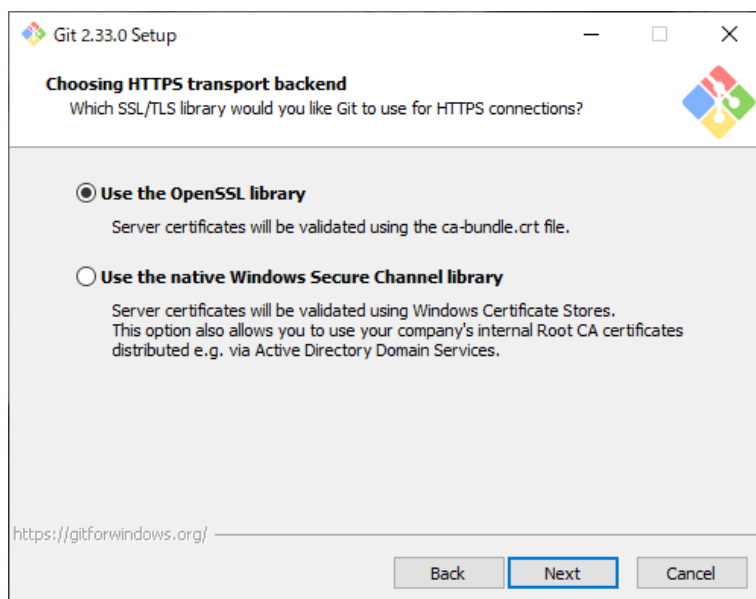 Git 2.33.0 Setup
Choosing HTTPS transport backend
Which SSL/TLS library would you like Git to use for HTTPS connections?
Use the OpenSSL library
Server certificates will be validated using the ca-bundle.crt file.
Use the native Windows Secure Channel library
Server certificates will be validated using Windows Certificate Stores.
This option also allows you to use your company's internal Root CA certificates
distributed e.g. via Active Directory Domain Services.
https://gitforwindows.org/
Back Next Cancel